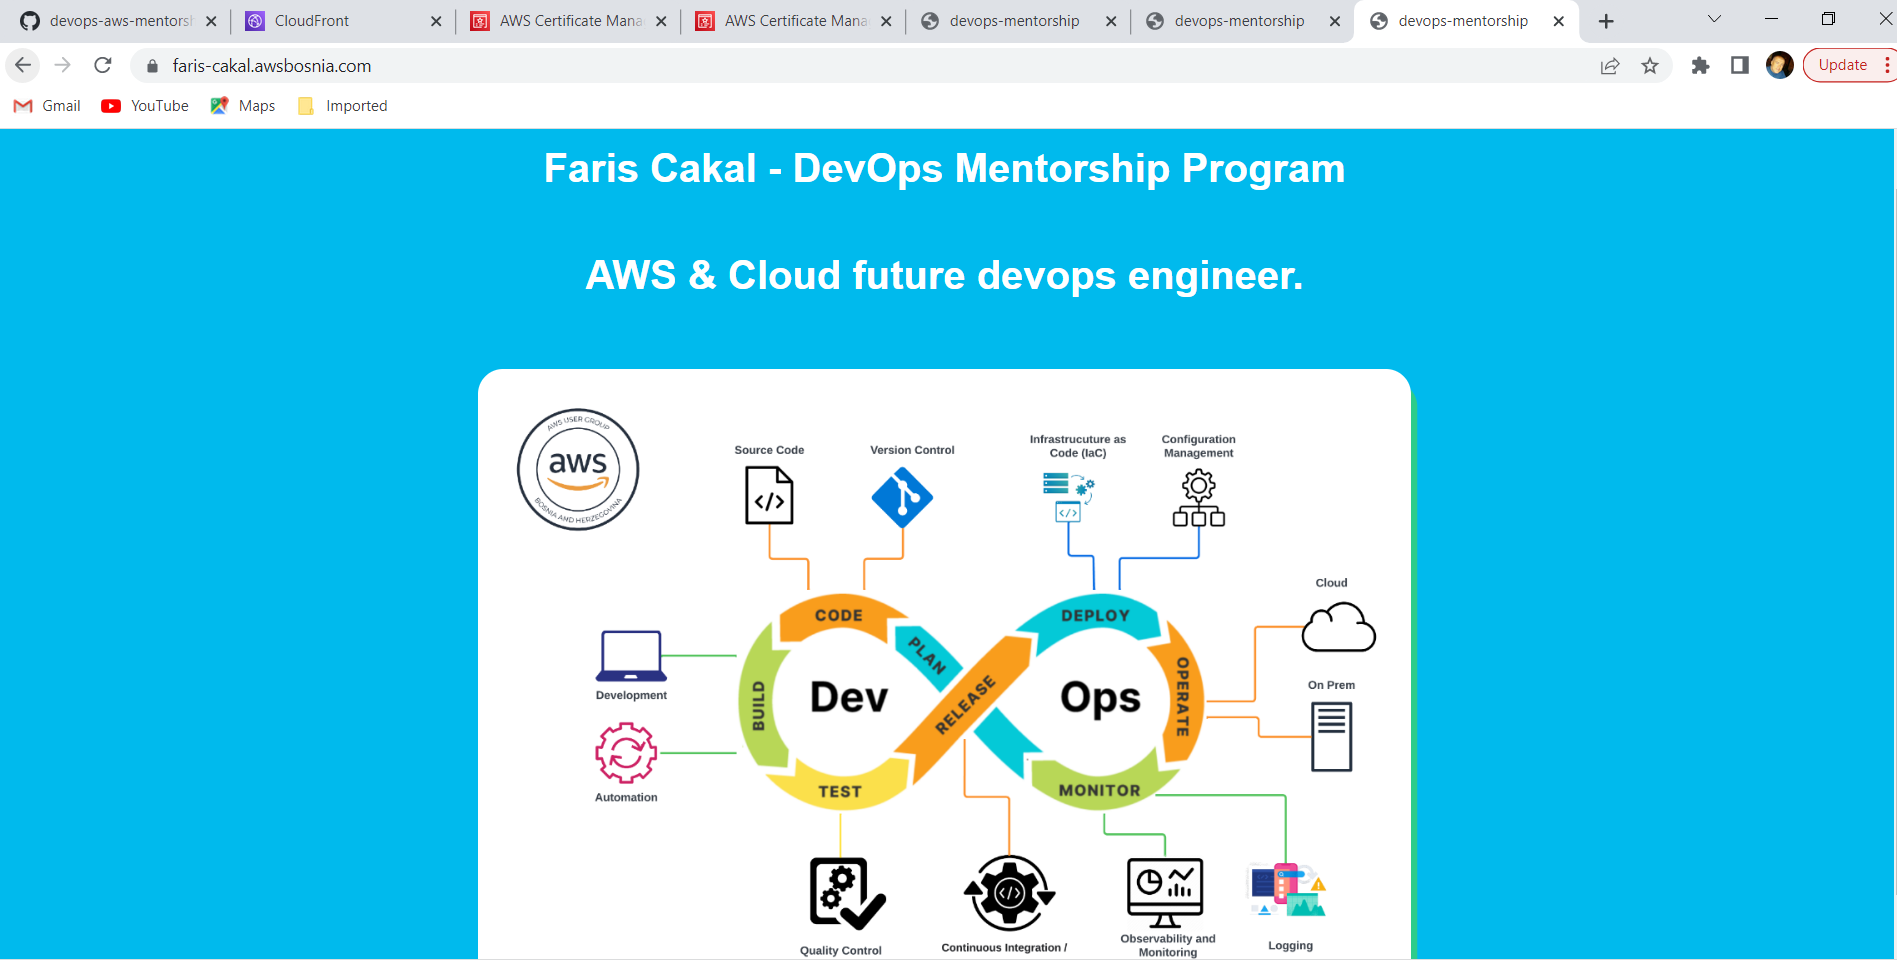 devops-aws-mentorsh
CloudFront
AWS Certificate Mana
AWS Certificate Mana
devops-mentorship
devops-mentorship
devops-mentorship
faris-cakal.awsbosnia.com
Update
Gmail
YouTube
Maps
Imported
Faris Cakal - DevOps Mentorship Program
AWS & Cloud future devops engineer.
AWS USER GROUP
aws
BOSNIA AND HERZEGOVINA
Source Code
Version Control
Infrastrucuture as
Code (IaC)
Configuration
Management
Cloud
On Prem
Development
Automation
CODE
PLAN
BUILD
Dev
TEST
RELEASE
DEPLOY
Ops
OPERATE
MONITOR
Quality Control
Continuous Integration /
Observability and
Monitoring
Logging